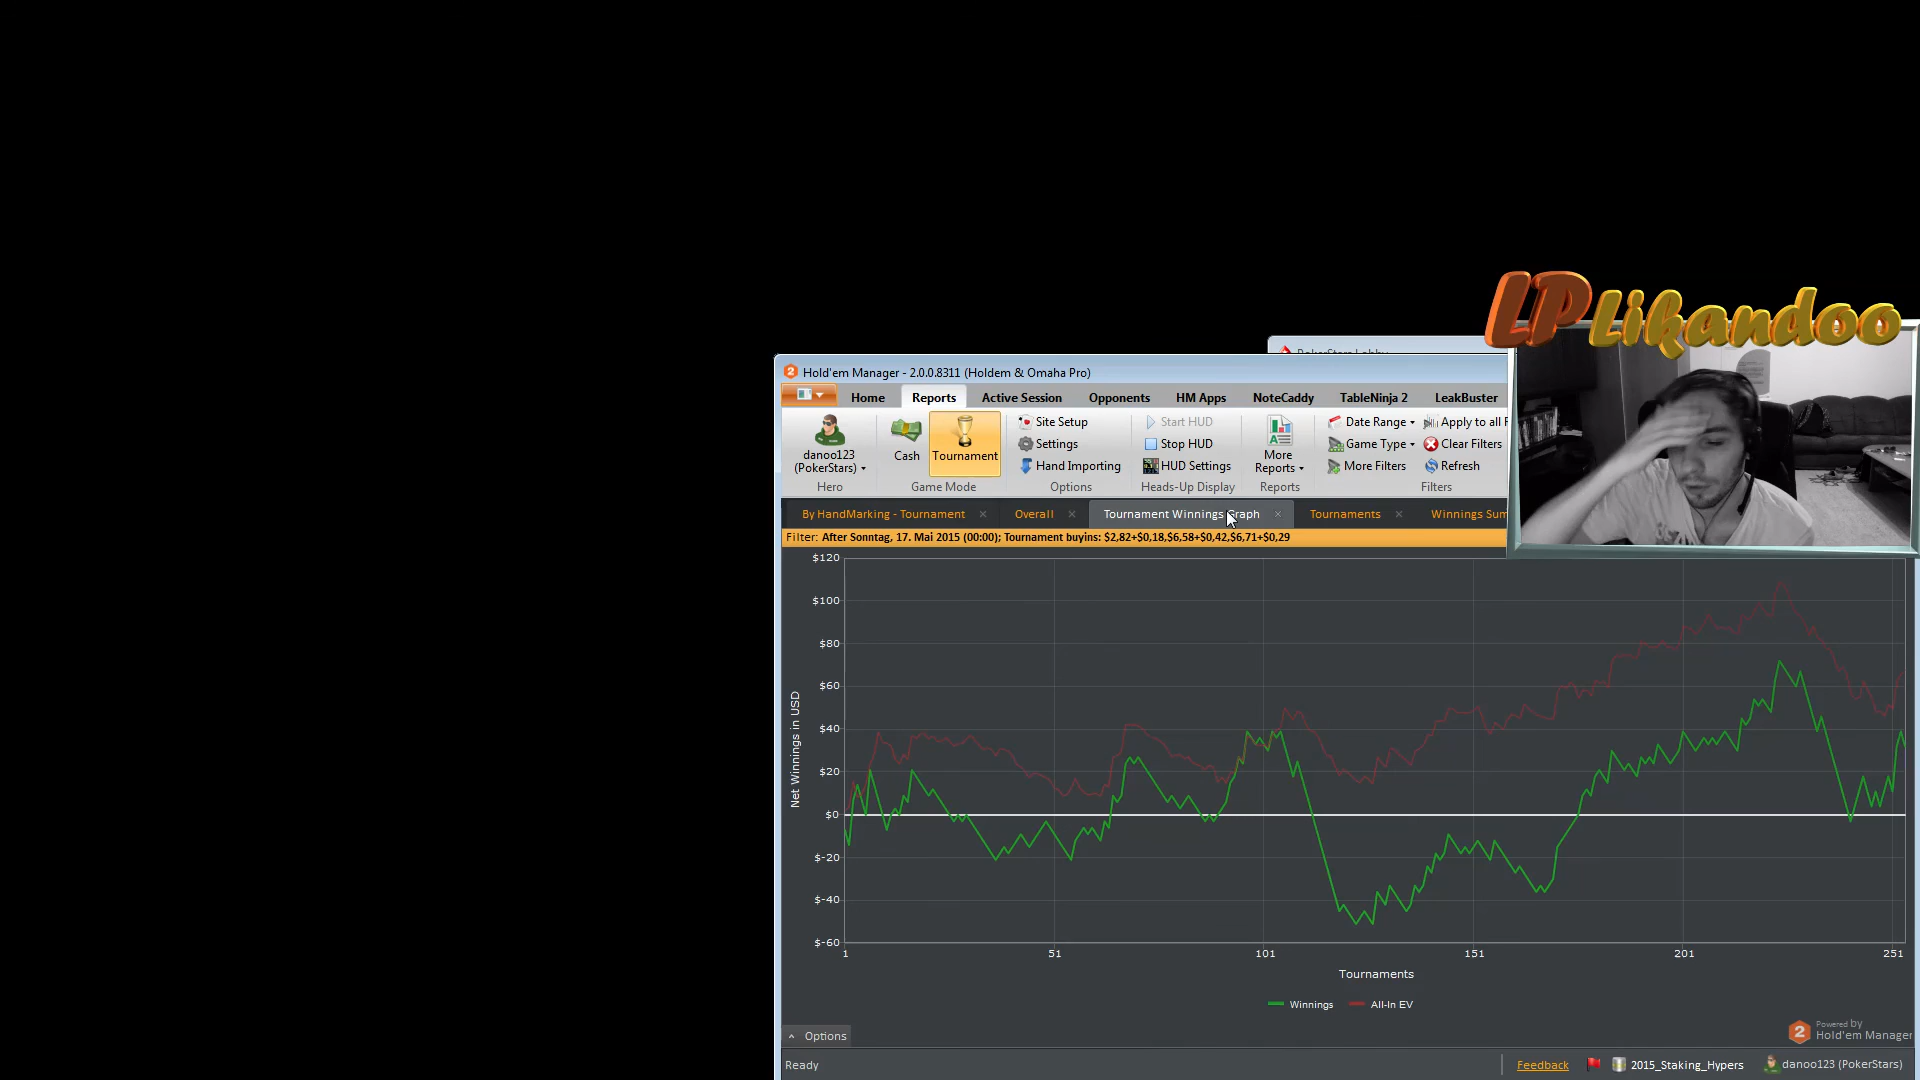 LP Likandoo
PokerStars Lobby
Hold'em Manager - 2.0.0.8311 (Holdem & Omaha Pro)
Home Reports Active Session Opponents HM Apps NoteCaddy TableNinja 2 LeakBuster
danoo123
(PokerStars)
Hero
Cash Tournament
Game Mode
Site Setup
Settings
Hand Importing
Options
Start HUD
Stop HUD
HUD Settings
Heads-Up Display
More
Reports
Reports
Date Range Apply to all
Game Type Clear Filters
More Filters Refresh
Filters
By HandMarking - Tournament Overall Tournament Winnings Graph Tournaments Winnings Sum
Filter: After Sonntag, 17. Mai 2015 (00:00); Tournament buyins: $2,82+$0,18,$6,58+$0,42,$6,71+$0,29
$120
$100
$80
$60
$40
$20
$0
$-20
$-40
$-60
Net Winnings in USD
1 51 101 151 201 251
Tournaments
Winnings All-In EV
Options
Powered by
Hold'em Manager
Ready Feedback 2015_Staking_Hypers danoo123 (PokerStars)